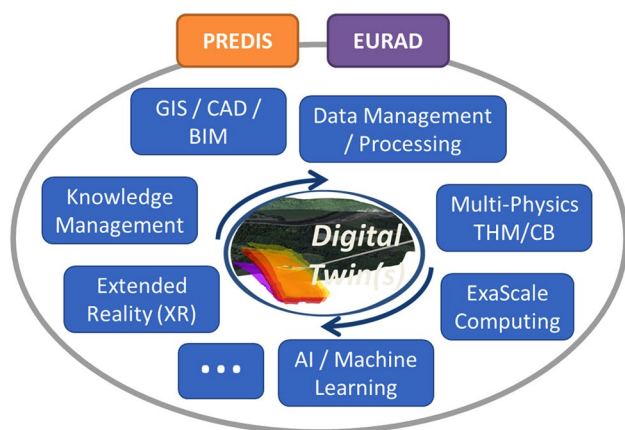 PREDIS
EURAD
GIS / CAD /
BIM
Data Management
/ Processing
Knowledge
Management
Multi-Physics
THM/CB
Digital
Twin(s)
Extended
Reality (XR)
ExaScale
Computing
...
AI / Machine
Learning